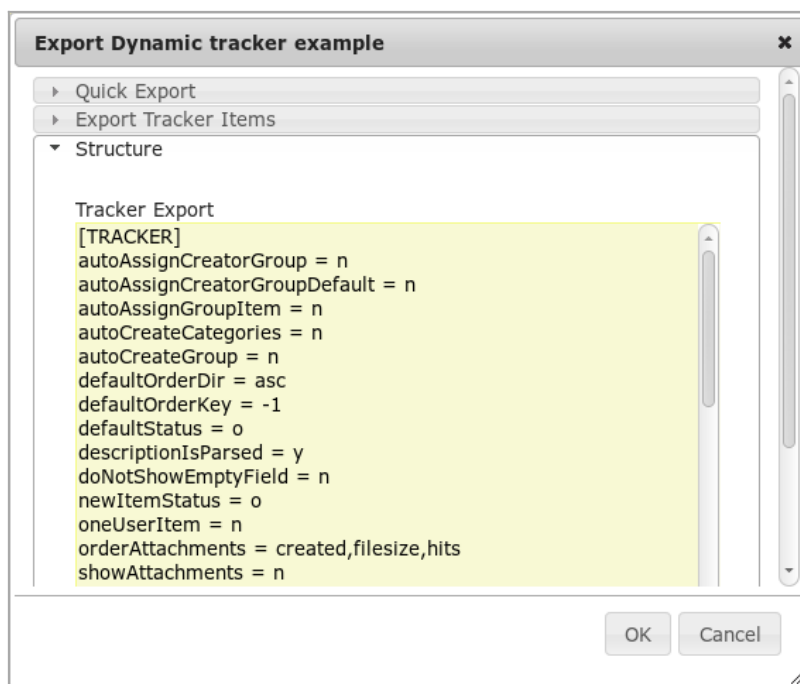 Export Dynamic tracker example
Quick Export
Export Tracker Items
Structure
Tracker Export
[TRACKER]
autoAssignCreatorGroup = n
autoAssignCreatorGroupDefault = n
autoAssignGroupItem = n
autoCreateCategories = n
autoCreateGroup = n
defaultOrderDir = asc
defaultOrderKey = -1
defaultStatus = o
descriptionIsParsed = y
doNotShowEmptyField = n
newItemStatus = o
oneUserItem = n
orderAttachments = created,filesize,hits
showAttachments = n
OK Cancel